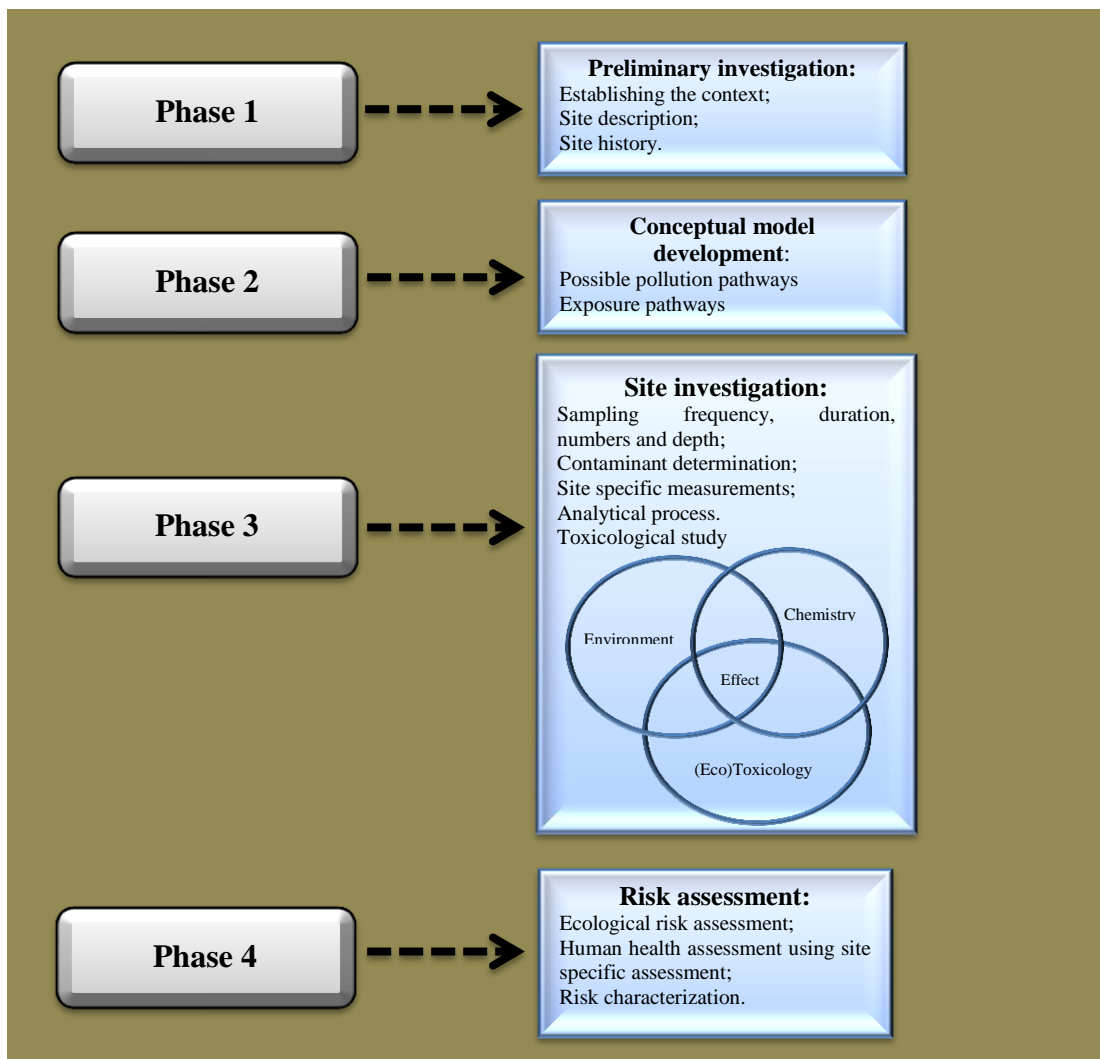 Phase 1
Preliminary investigation:
Establishing the context;
Site description;
Site history.
Phase 2
Conceptual model
development:
Possible pollution pathways
Exposure pathways
Phase 3
Site investigation:
Sampling frequency, duration,
numbers and depth;
Contaminant determination;
Site specific measurements;
Analytical process.
Toxicological study
Chemistry
Environment
Effect
(Eco)Toxicology
Phase 4
Risk assessment:
Ecological risk assessment;
Human health assessment using site
specific assessment;
Risk characterization.